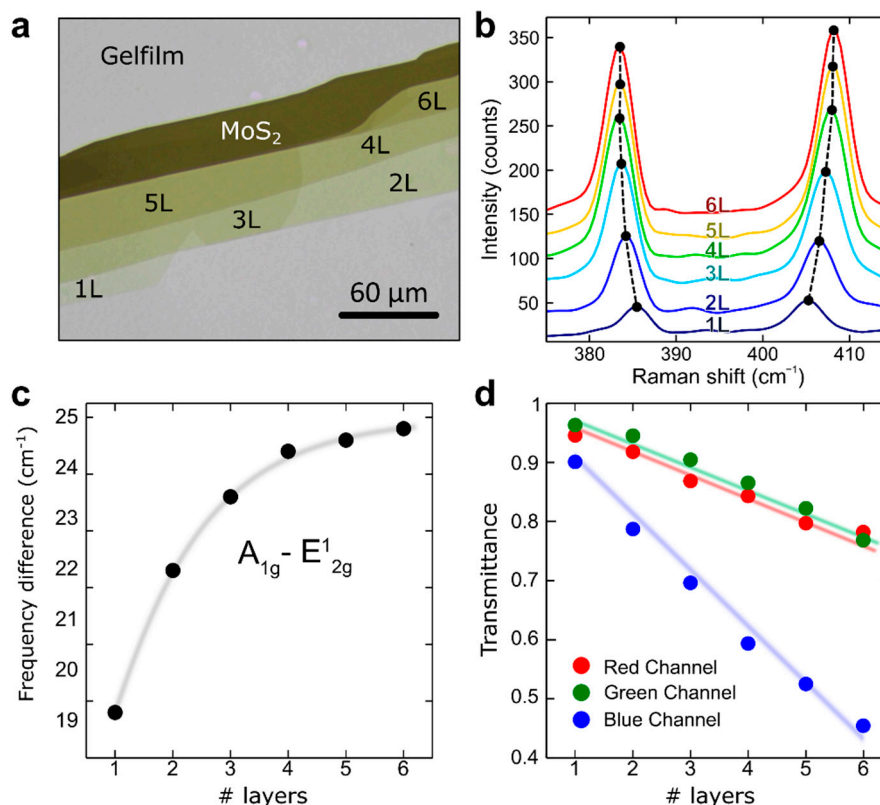 a
Gelfilm
MoS₂
6L
4L
2L
5L
3L
1L
60 µm
b
Intensity (counts)
350
300
250
200
150
100
50
6L
5L
4L
3L
2L
1L
380
390
400
410
Raman shift (cm⁻¹)
c
Frequency difference (cm⁻¹)
25
24
23
22
21
20
19
A₁g - E¹₂g
1 2 3 4 5 6
# layers
d
Transmittance
1
0.9
0.8
0.7
0.6
0.5
0.4
Red Channel
Green Channel
Blue Channel
1 2 3 4 5 6
# layers